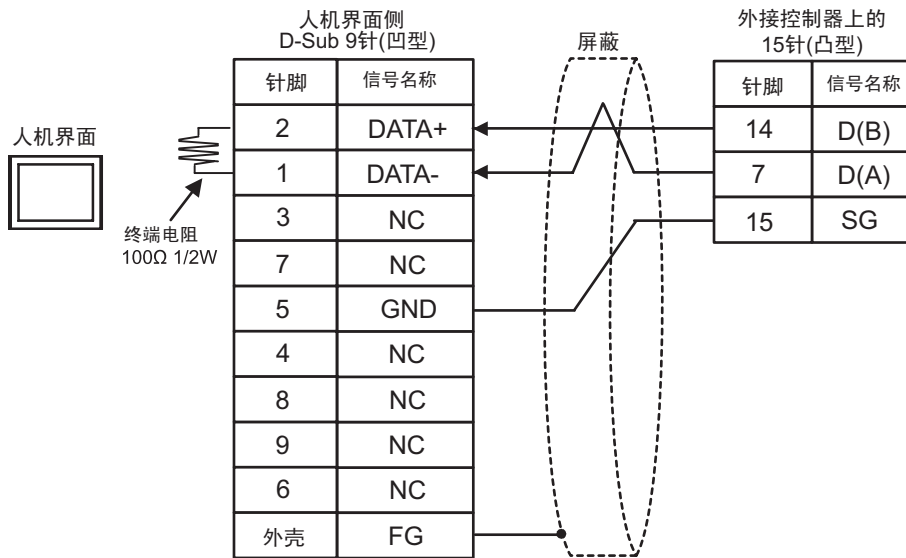 人机界面侧
D-Sub 9针(凹型)
屏蔽
外接控制器上的
15针(凸型)
人机界面
针脚 信号名称
2 DATA+
1 DATA-
3 NC
7 NC
5 GND
4 NC
8 NC
9 NC
6 NC
外壳 FG
终端电阻
100Ω 1/2W
针脚 信号名称
14 D(B)
7 D(A)
15 SG